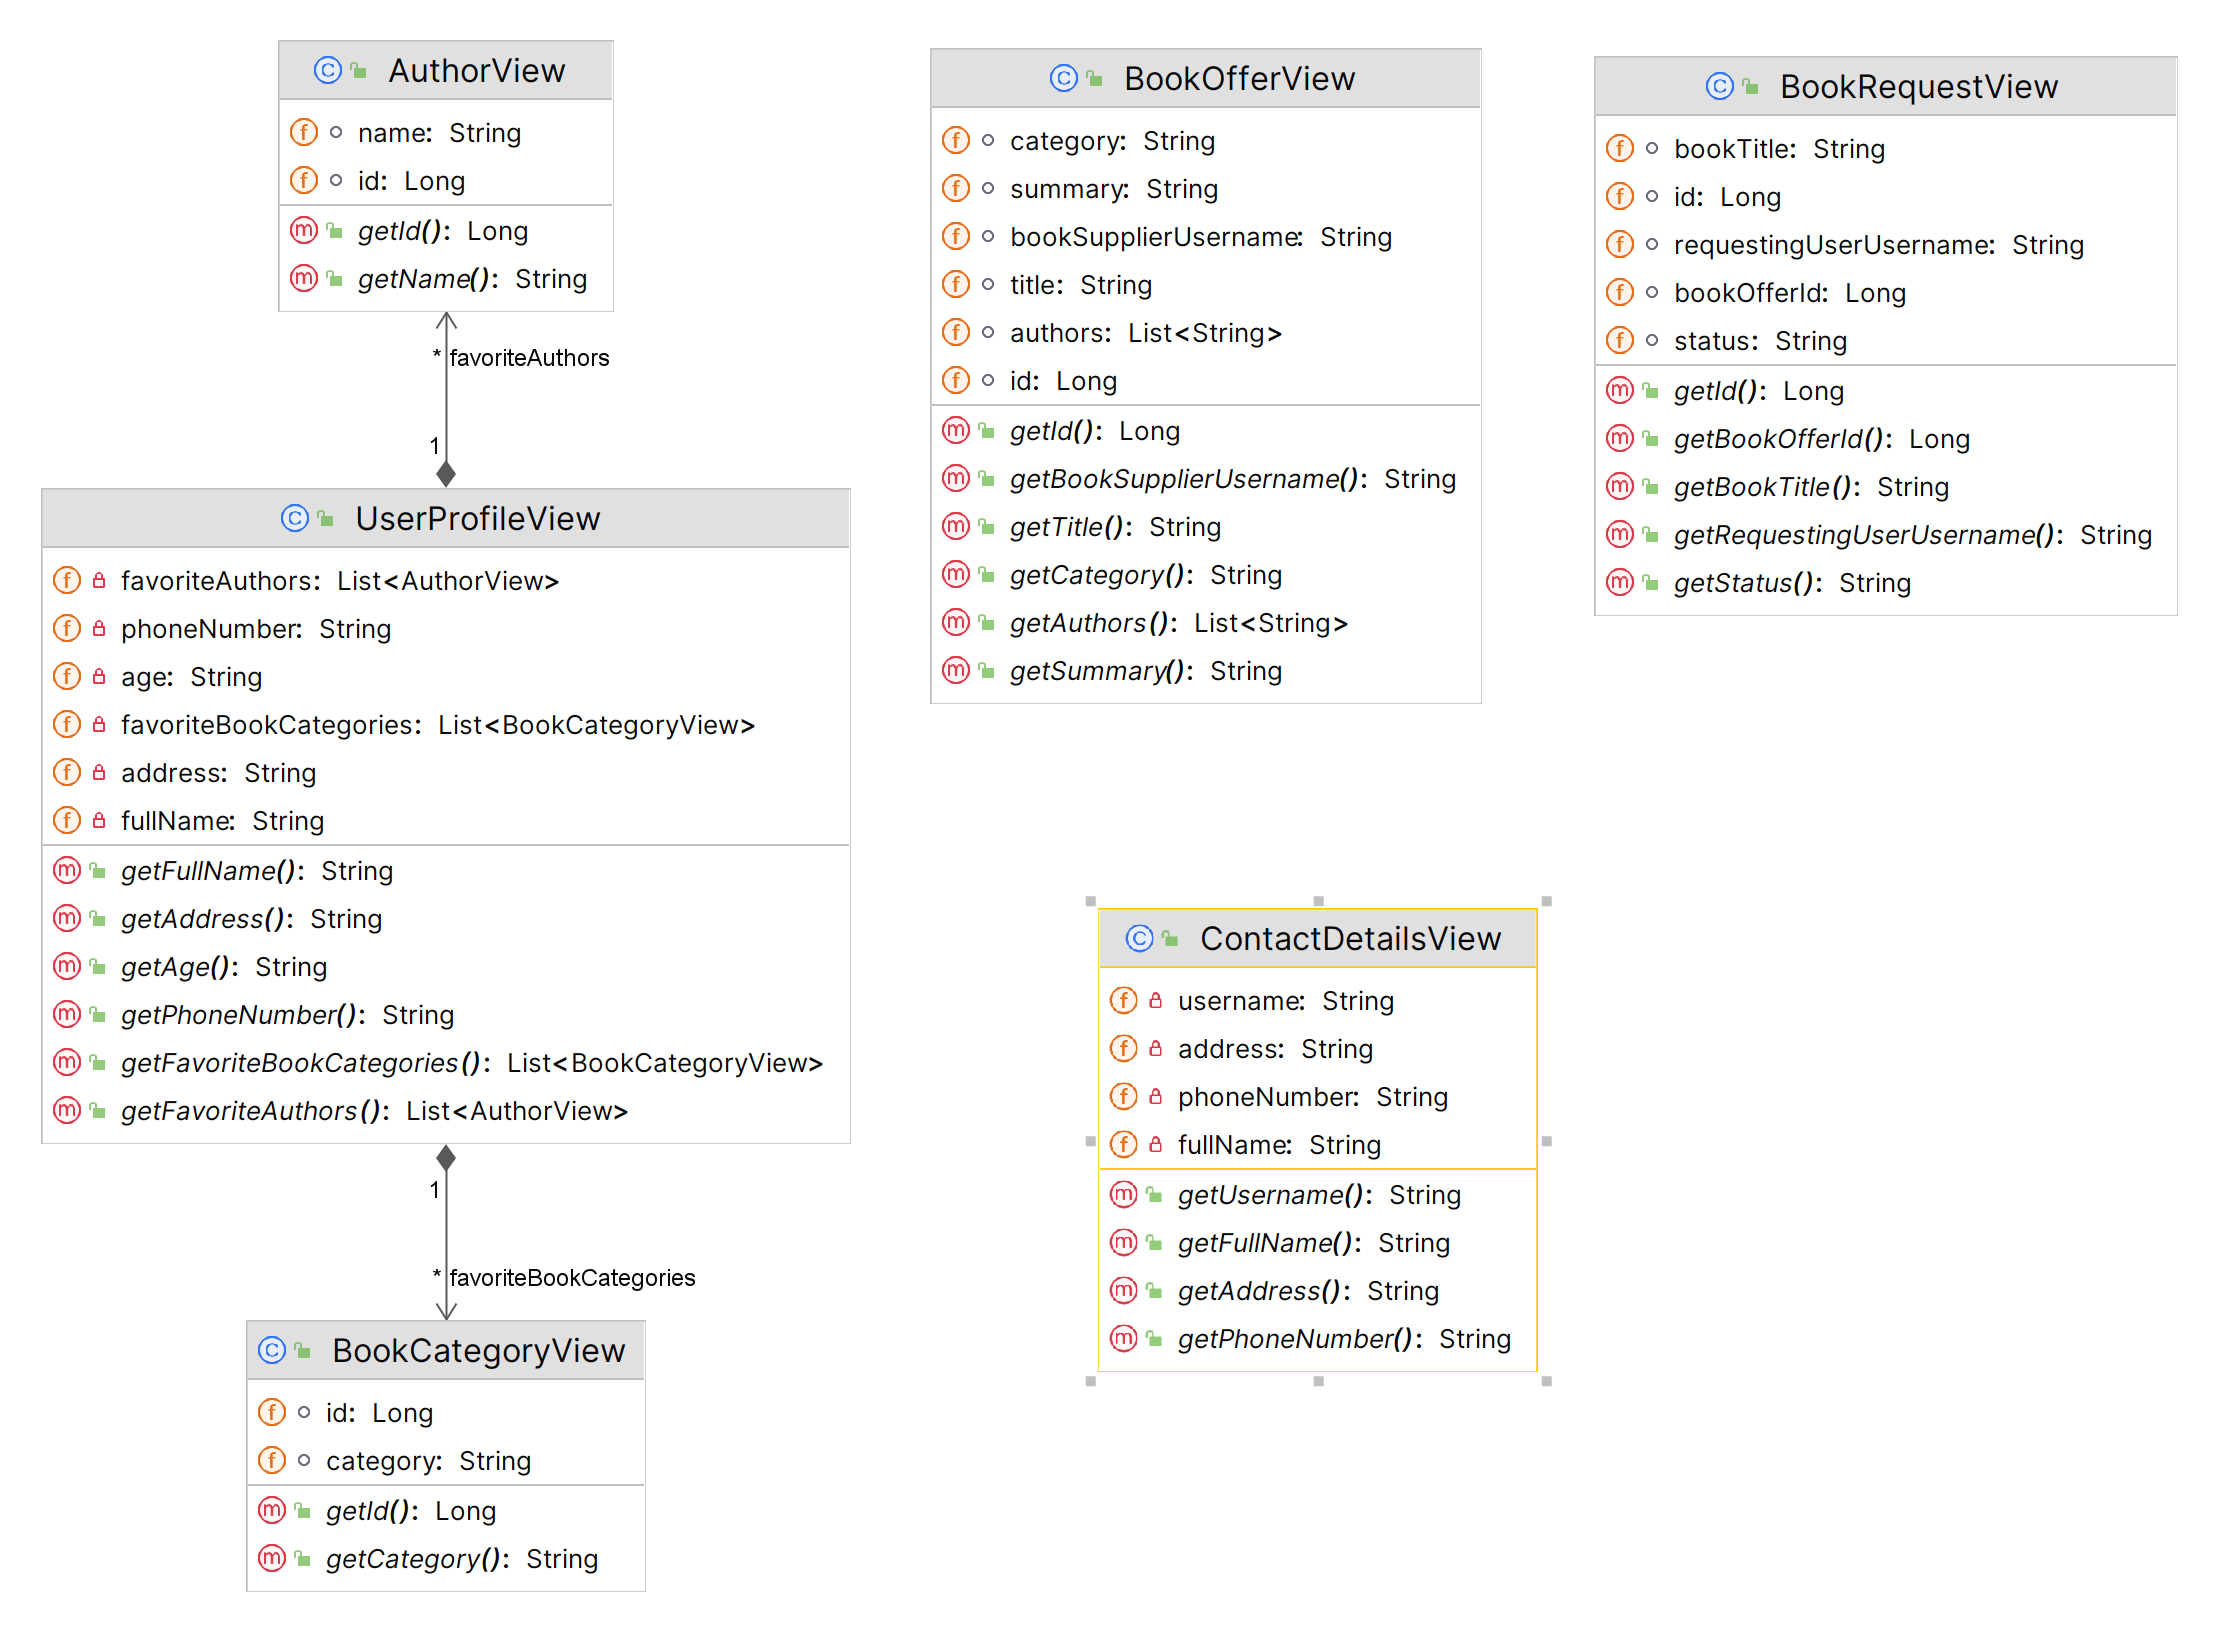 AuthorView
name: String
id: Long
getId(): Long
getName(): String
* favoriteAuthors
1
UserProfileView
favoriteAuthors: List<AuthorView>
phoneNumber: String
age: String
favoriteBookCategories: List<BookCategoryView>
address: String
fullName: String
getFullName(): String
getAddress(): String
getAge(): String
getPhoneNumber(): String
getFavoriteBookCategories(): List<BookCategoryView>
getFavoriteAuthors(): List<AuthorView>
1
* favoriteBookCategories
BookCategoryView
id: Long
category: String
getId(): Long
getCategory(): String
BookOfferView
category: String
summary: String
bookSupplierUsername: String
title: String
authors: List<String>
id: Long
getId(): Long
getBookSupplierUsername(): String
getTitle(): String
getCategory(): String
getAuthors(): List<String>
getSummary(): String
ContactDetailsView
username: String
address: String
phoneNumber: String
fullName: String
getUsername(): String
getFullName(): String
getAddress(): String
getPhoneNumber(): String
BookRequestView
bookTitle: String
id: Long
requestingUserUsername: String
bookOfferId: Long
status: String
getId(): Long
getBookOfferId(): Long
getBookTitle(): String
getRequestingUserUsername(): String
getStatus(): String